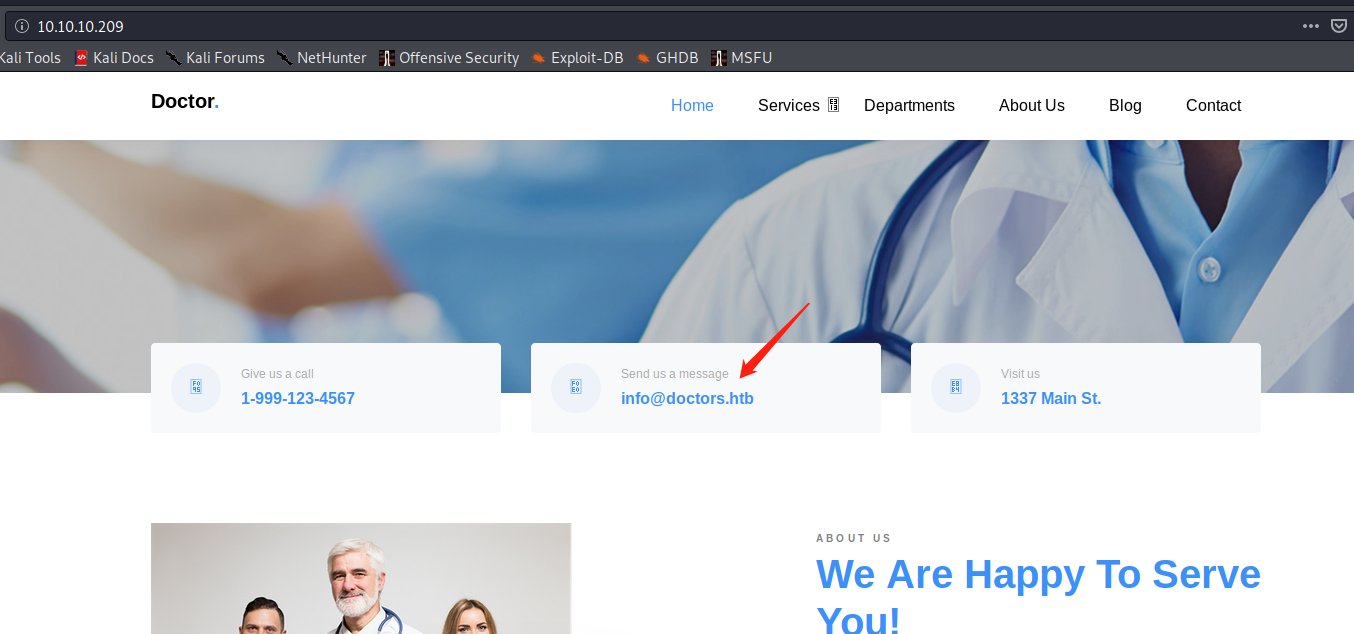 10.10.10.209
Kali Tools Kali Docs Kali Forums NetHunter Offensive Security Exploit-DB GHDB MSFU
Doctor.
Home Services Departments About Us Blog Contact
Give us a call
1-999-123-4567
Send us a message
info@doctors.htb
Visit us
1337 Main St.
ABOUT US
We Are Happy To Serve
You!